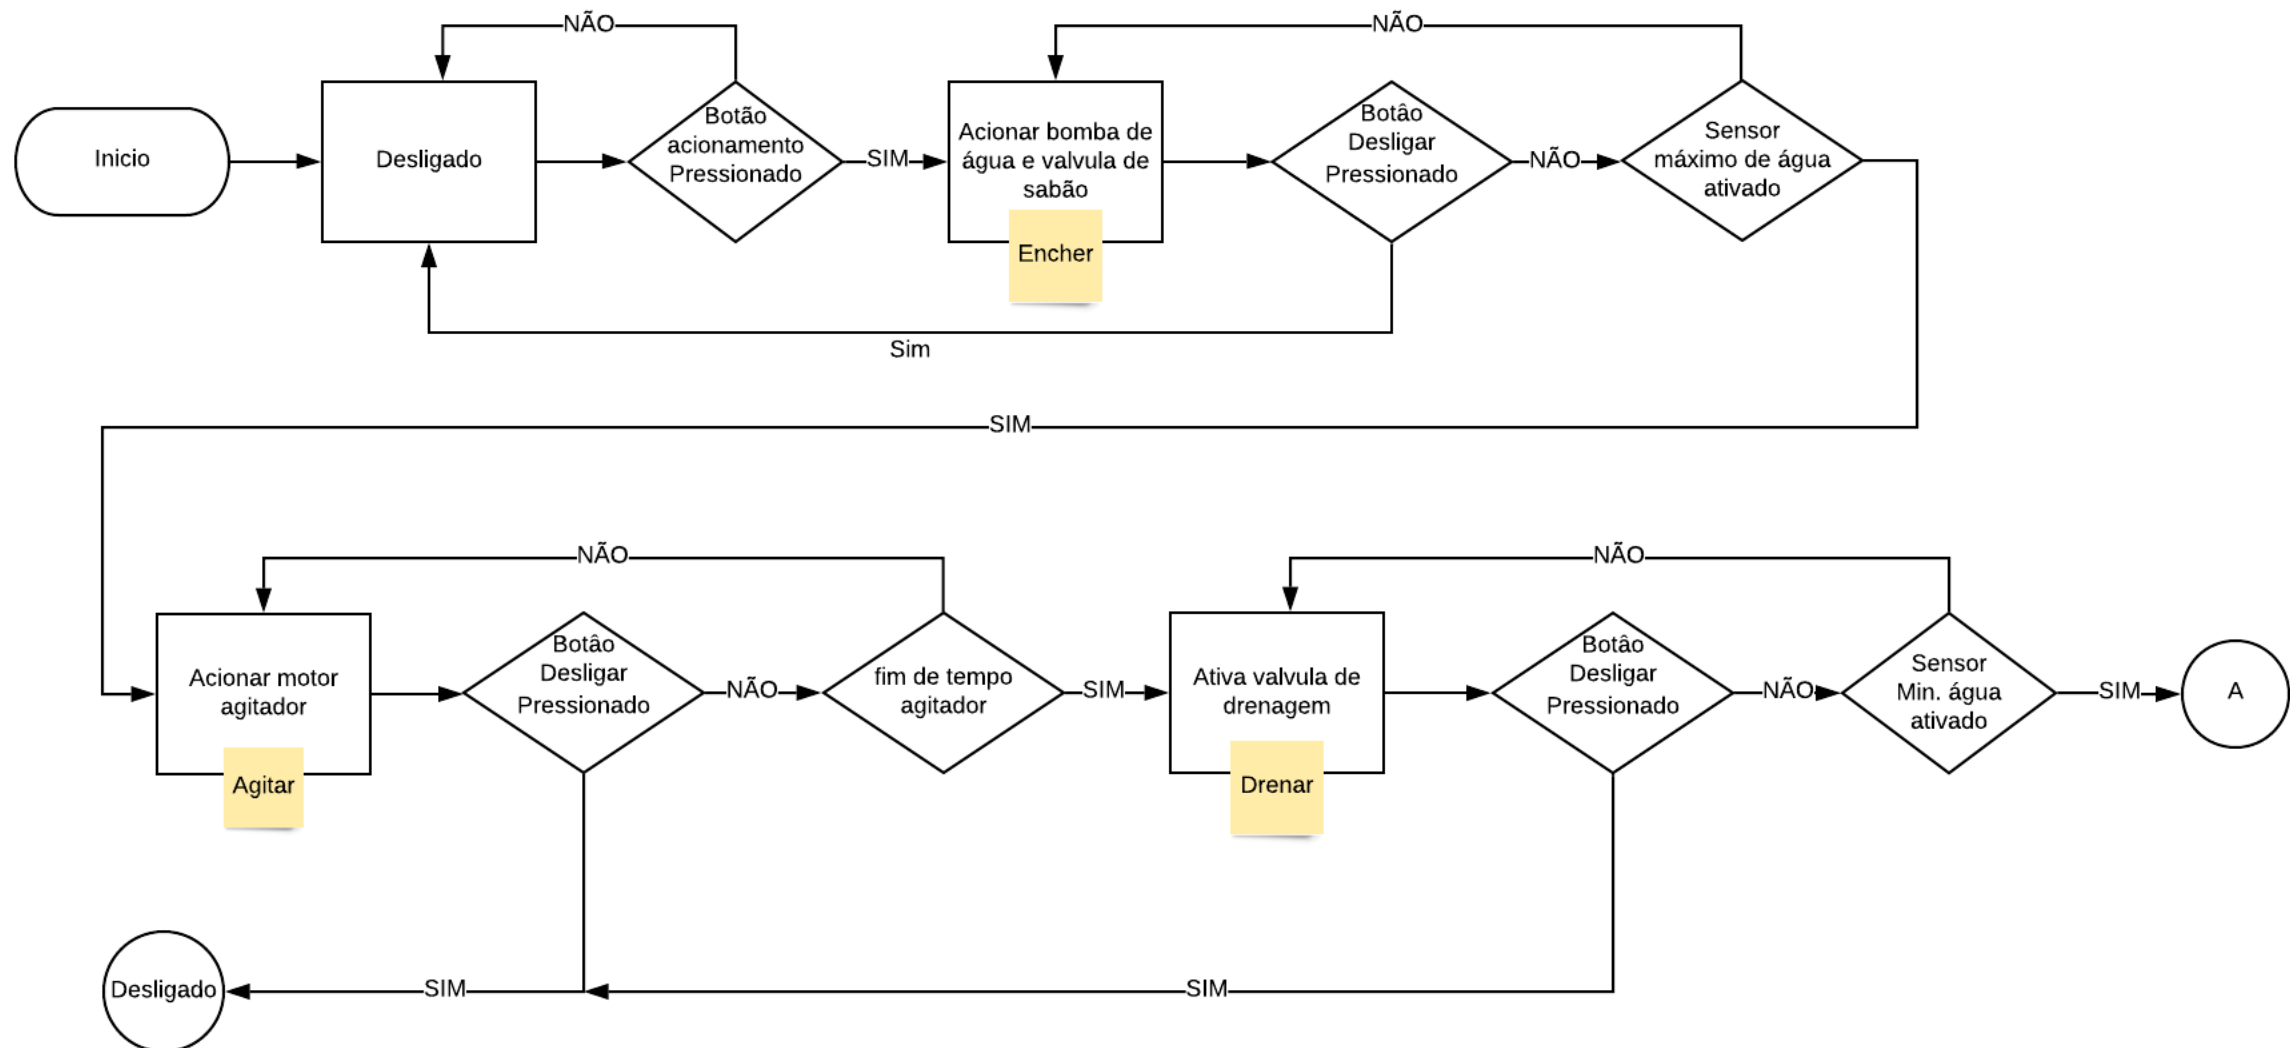 NÃO
NÃO
Inicio
Desligado
Botão
acionamento
Pressionado
SIM
Acionar bomba de
água e valvula de
sabão
Encher
Botâo
Desligar
Pressionado
NÃO
Sensor
máximo de água
ativado
Sim
SIM
NÃO
NÃO
Acionar motor
agitador
Agitar
Botâo
Desligar
Pressionado
NÃO
fim de tempo
agitador
SIM
Ativa valvula de
drenagem
Drenar
Botâo
Desligar
Pressionado
NÃO
Sensor
Min. água
ativado
SIM
A
Desligado
SIM
SIM